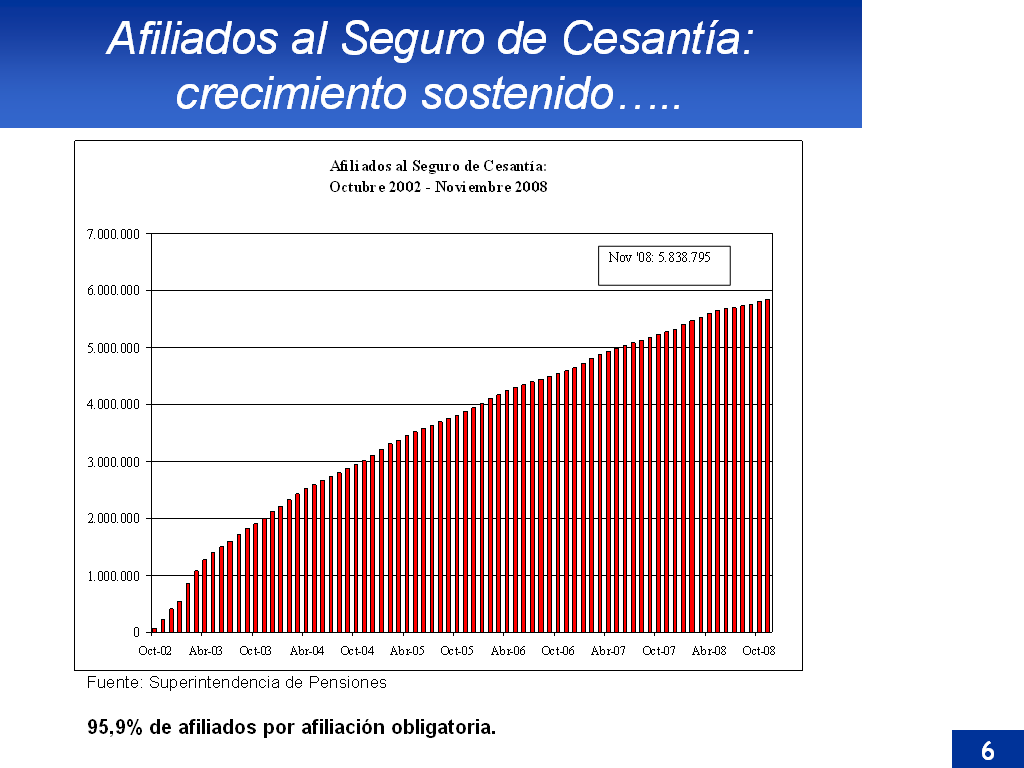 Afiliados al Seguro de Cesantía:
crecimiento sostenido…..
Afiliados al Seguro de Cesantía:
Octubre 2002 - Noviembre 2008
7.000.000
Nov '08: 5.838.795
6.000.000
5.000.000
4.000.000
3.000.000
2.000.000
1.000.000
0
Oct-02 Abr-03 Oct-03 Abr-04 Oct-04 Abr-05 Oct-05 Abr-06 Oct-06 Abr-07 Oct-07 Abr-08 Oct-08
Fuente: Superintendencia de Pensiones
95,9% de afiliados por afiliación obligatoria.
6